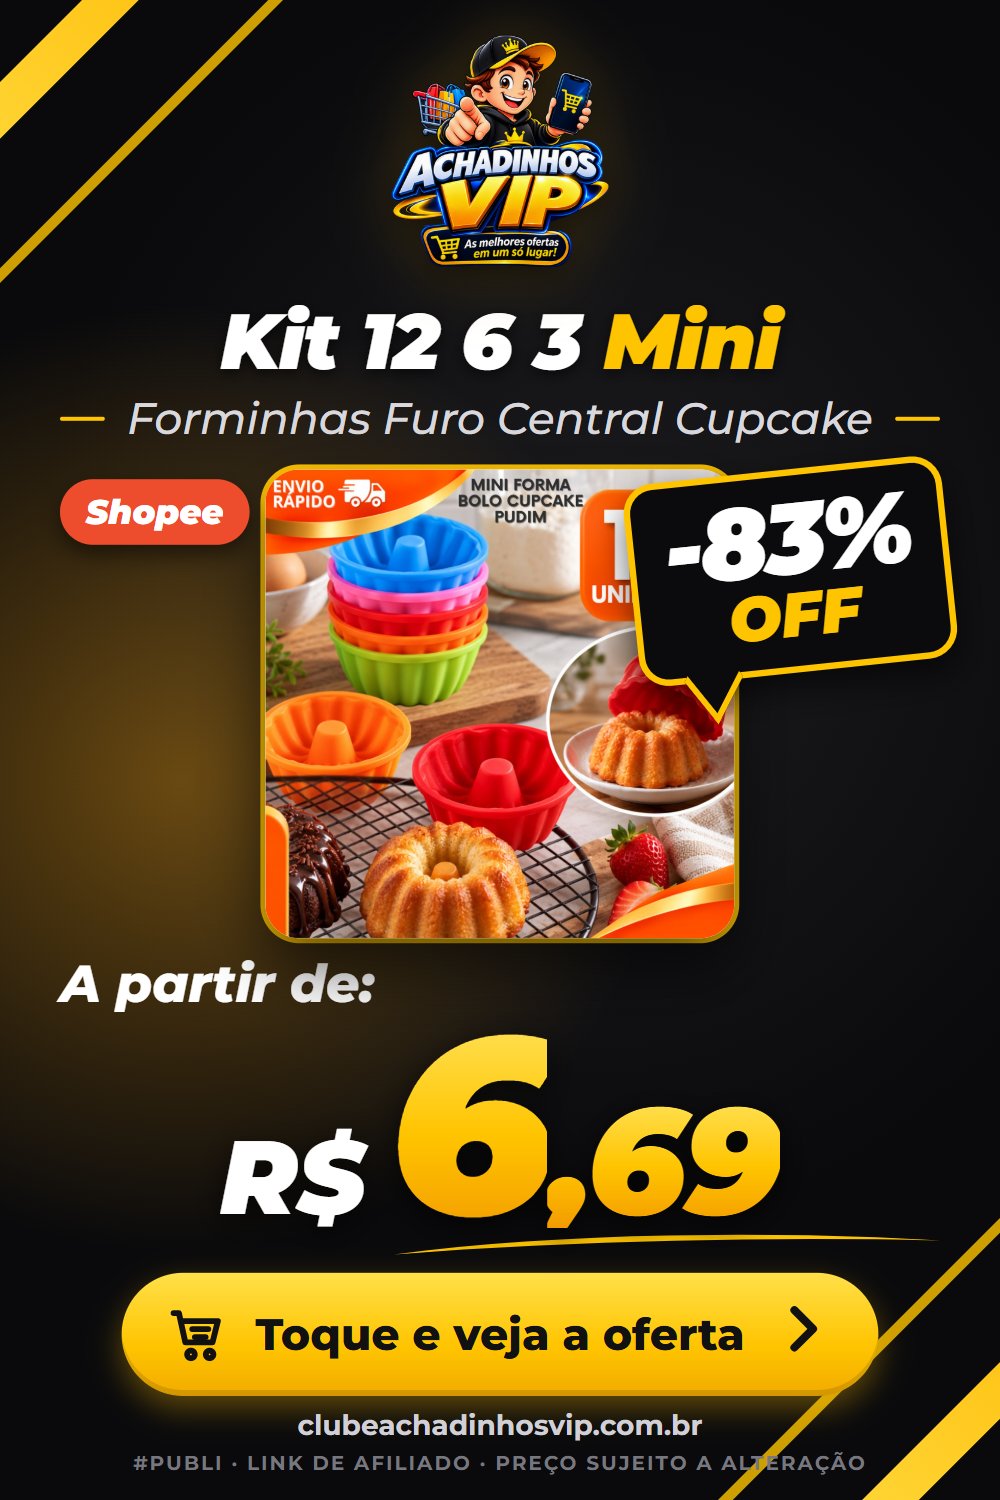 ACHADINHOS
VIP
As melhores ofertas
em um só lugar!
Kit 12 6 3 Mini
Forminhas Furo Central Cupcake
Shopee
ENVIO
RÁPIDO
MINI FORMA
BOLO CUPCAKE
PUDIM
-83%
OFF
A partir de:
R$ 6,69
Toque e veja a oferta
clubeachadinhosvip.com.br
#PUBLI · LINK DE AFILIADO · PREÇO SUJEITO A ALTERAÇÃO